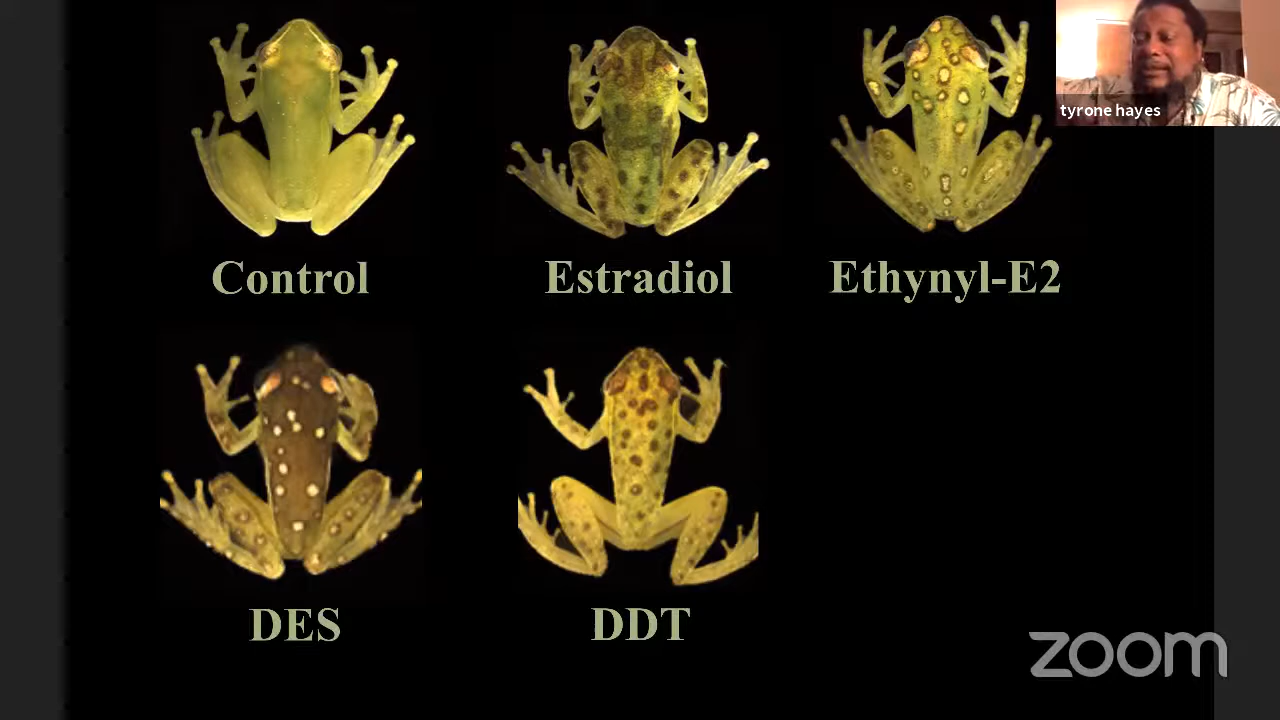 tyrone hayes
Control
Estradiol
Ethynyl-E2
DES
DDT
zoom